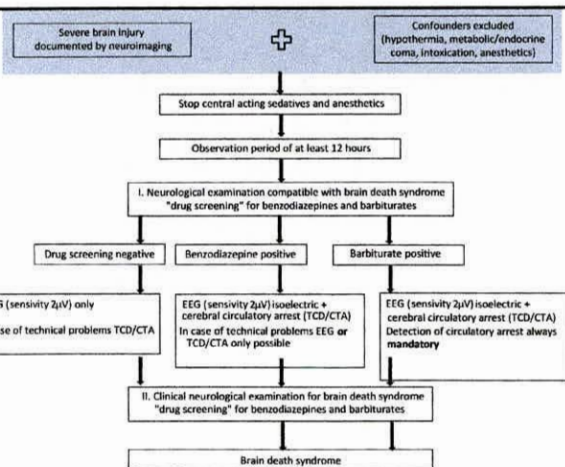 Severe brain injury
documented by neuroimaging
Confounders excluded
(hypothermia, metabolic/endocrine
coma, intoxication, anesthetics)
Stop central acting sedatives and anesthetics
Observation period of at least 12 hours
I. Neurological examination compatible with brain death syndrome
"drug screening" for benzodiazepines and barbiturates
Drug screening negative
Benzodiazepine positive
Barbiturate positive
(sensitivity 2μV) only
of technical problems TCD/CTA
EEG (sensitivity 2μV) isoelectric +
cerebral circulatory arrest (TCD/CTA)
In case of technical problems EEG or
TCD/CTA only possible
EEG (sensitivity 2μV) isoelectric +
cerebral circulatory arrest (TCD/CTA)
Detection of circulatory arrest always
mandatory
II. Clinical neurological examination for brain death syndrome
"drug screening" for benzodiazepines and barbiturates
Brain death syndrome